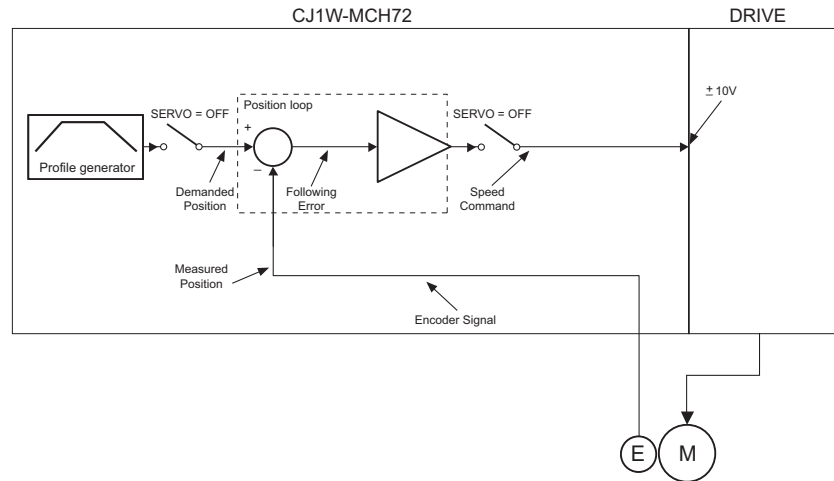 CJ1W-MCH72
DRIVE
± 10V
SERVO = OFF
Position loop
SERVO = OFF
+
Profile generator
_
Demanded
Position
Following
Error
Speed
Command
Measured
Position
Encoder Signal
E
M